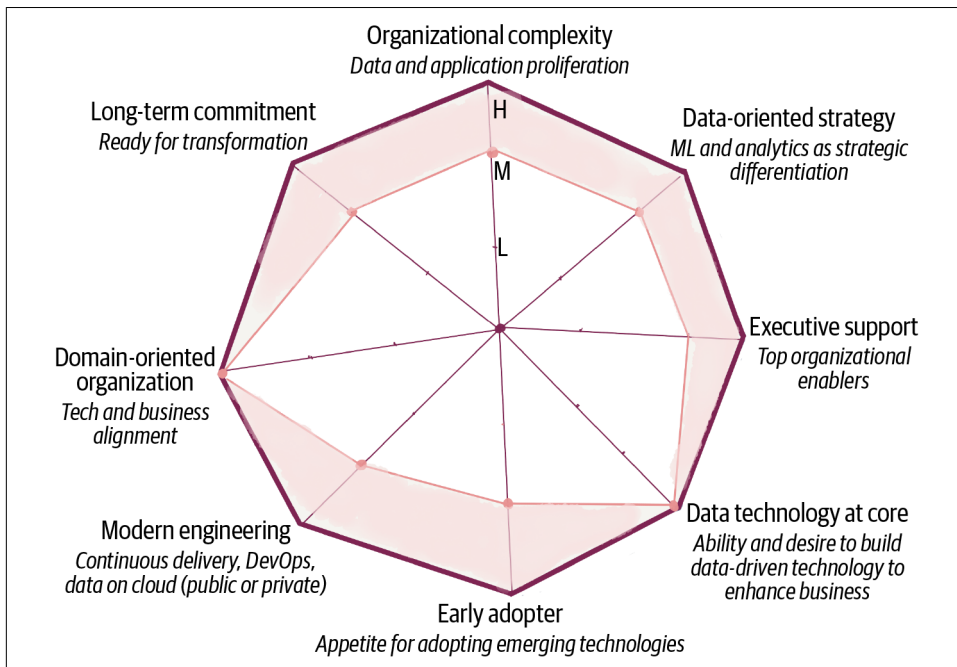 Organizational complexity
Data and application proliferation
Long-term commitment
Ready for transformation
H
Data-oriented strategy
ML and analytics as strategic
differentiation
M
L
Executive support
Top organizational
enablers
Domain-oriented
organization
Tech and business
alignment
Data technology at core
Ability and desire to build
data-driven technology to
enhance business
Modern engineering
Continuous delivery, DevOps,
data on cloud (public or private)
Early adopter
Appetite for adopting emerging technologies